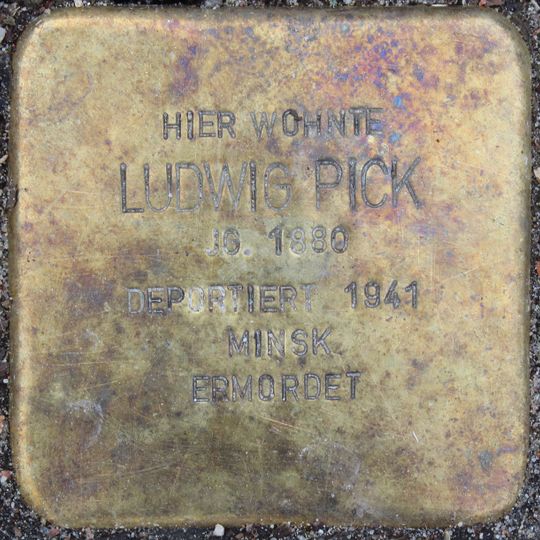 HIER WOHNTE
LUDWIG PICK
JG. 1880
DEPORTIERT 1941
MINSK
ERMORDET